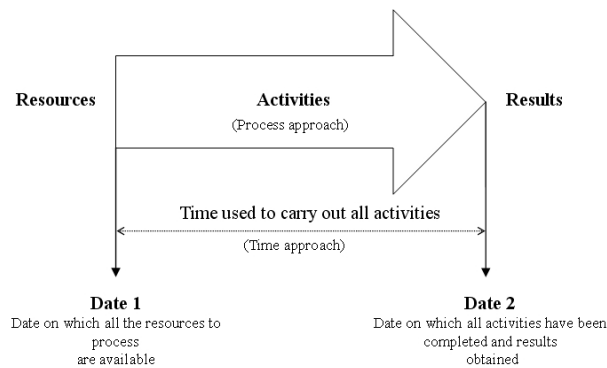 Resources
Activities
Results
(Process approach)
Time used to carry out all activities
(Time approach)
Date 1
Date on which all the resources to
process
are available
Date 2
Date on which all activities have been
completed and results
obtained